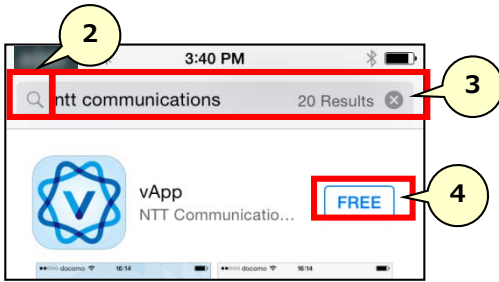 2
3:40 PM
3
ntt communications 20 Results
vApp
NTT Communicatio...
FREE
4
docomo 16:14
docomo 16:14